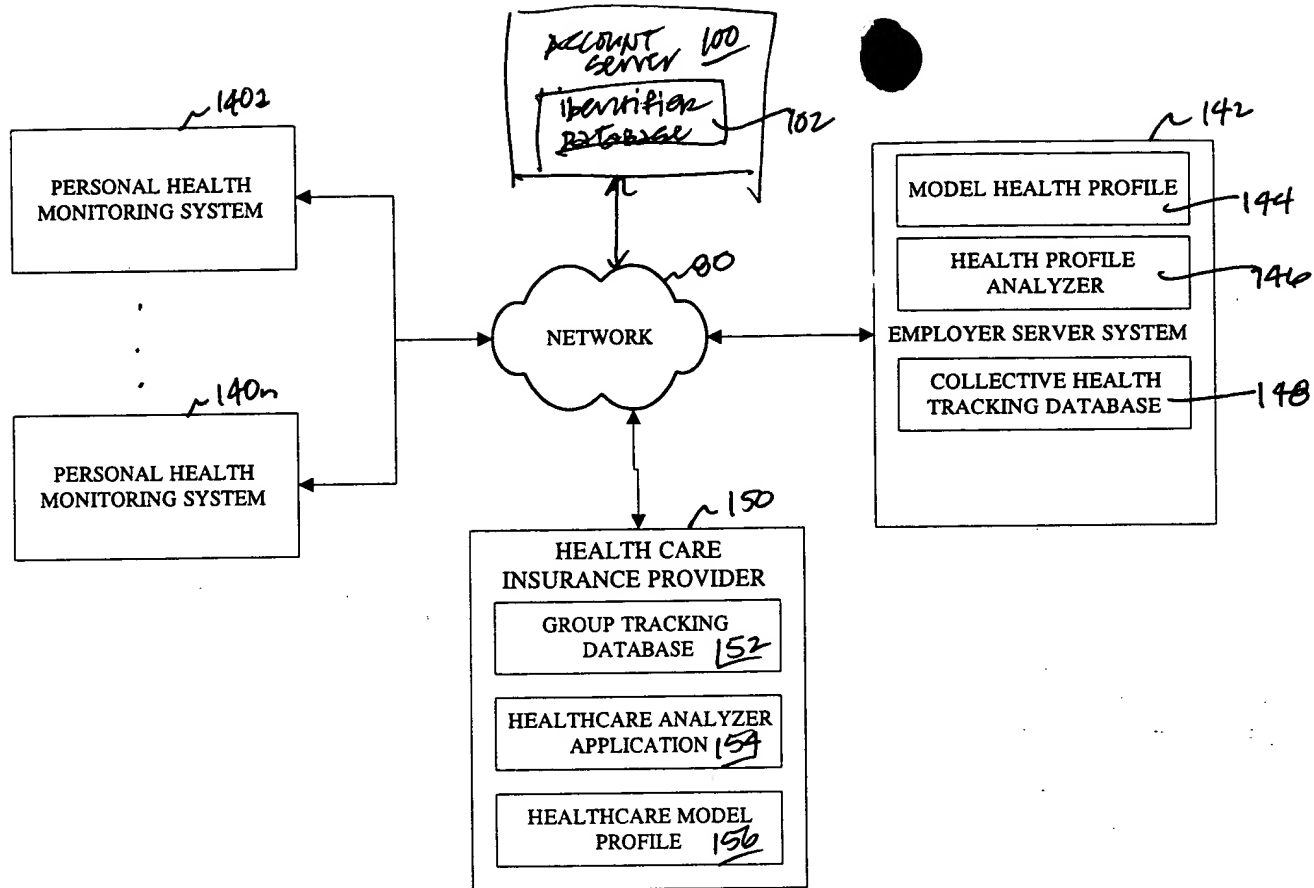 ACCOUNT 100
SERVER
IDENTIFIER
DATABASE
102
140a
PERSONAL HEALTH
MONITORING SYSTEM
142
MODEL HEALTH PROFILE
144
HEALTH PROFILE
ANALYZER
146
EMPLOYER SERVER SYSTEM
COLLECTIVE HEALTH
TRACKING DATABASE
148
80
NETWORK
140n
PERSONAL HEALTH
MONITORING SYSTEM
150
HEALTH CARE
INSURANCE PROVIDER
GROUP TRACKING
DATABASE 152
HEALTHCARE ANALYZER
APPLICATION 154
HEALTHCARE MODEL
PROFILE 156